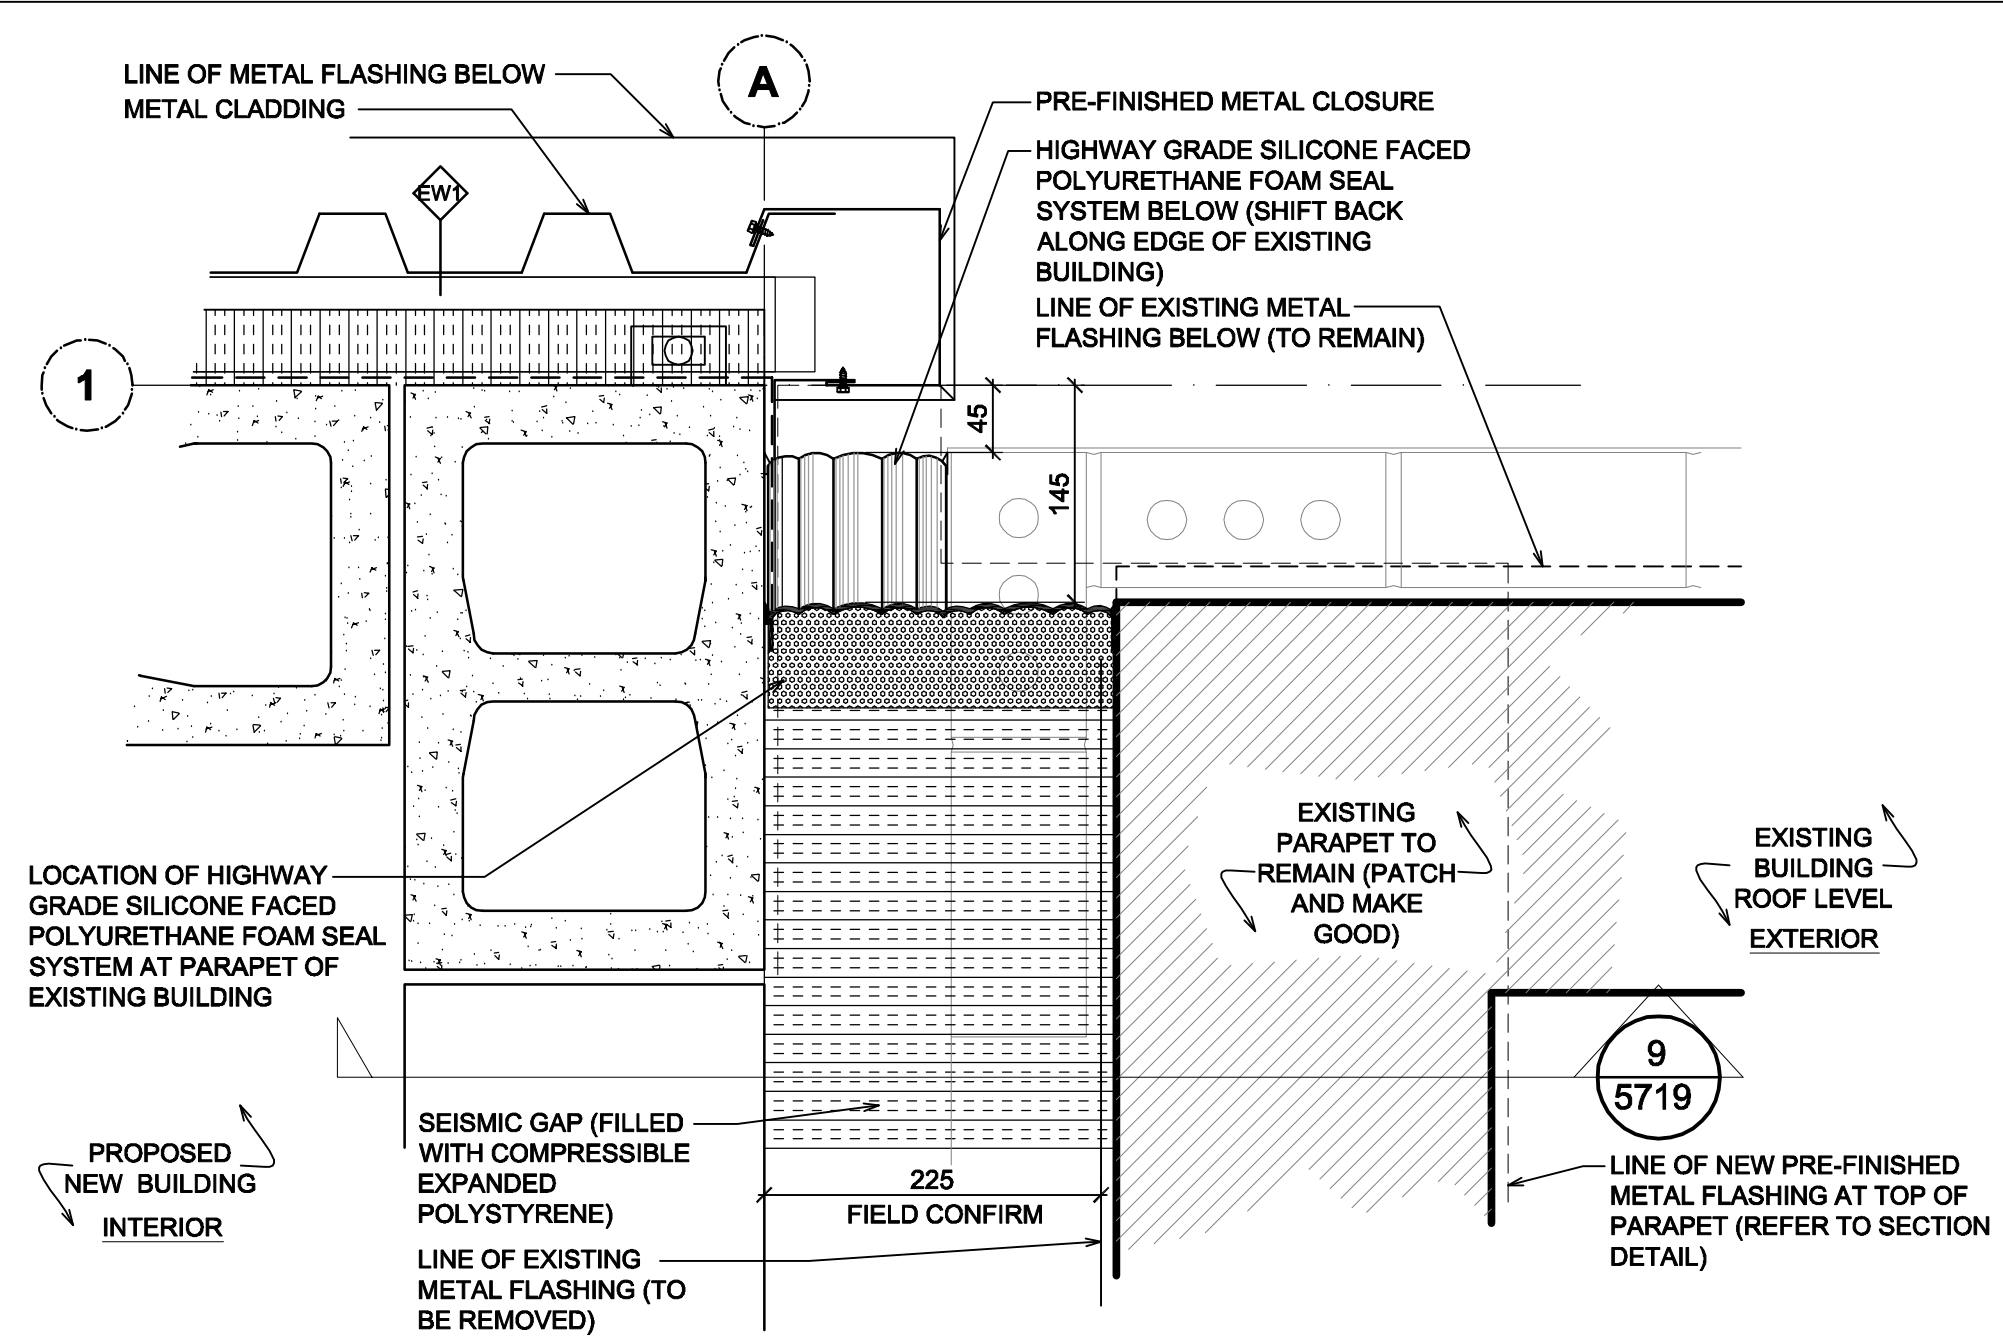 LINE OF METAL FLASHING BELOW
METAL CLADDING
A
PRE-FINISHED METAL CLOSURE
HIGHWAY GRADE SILICONE FACED
POLYURETHANE FOAM SEAL
SYSTEM BELOW (SHIFT BACK
ALONG EDGE OF EXISTING
BUILDING)
LINE OF EXISTING METAL
FLASHING BELOW (TO REMAIN)
EW1
1
45
145
LOCATION OF HIGHWAY
GRADE SILICONE FACED
POLYURETHANE FOAM SEAL
SYSTEM AT PARAPET OF
EXISTING BUILDING
EXISTING
PARAPET TO
REMAIN (PATCH
AND MAKE
GOOD)
EXISTING
BUILDING
ROOF LEVEL
EXTERIOR
9
5719
PROPOSED
NEW BUILDING
INTERIOR
SEISMIC GAP (FILLED
WITH COMPRESSIBLE
EXPANDED
POLYSTYRENE)
LINE OF EXISTING
METAL FLASHING (TO
BE REMOVED)
225
FIELD CONFIRM
LINE OF NEW PRE-FINISHED
METAL FLASHING AT TOP OF
PARAPET (REFER TO SECTION
DETAIL)